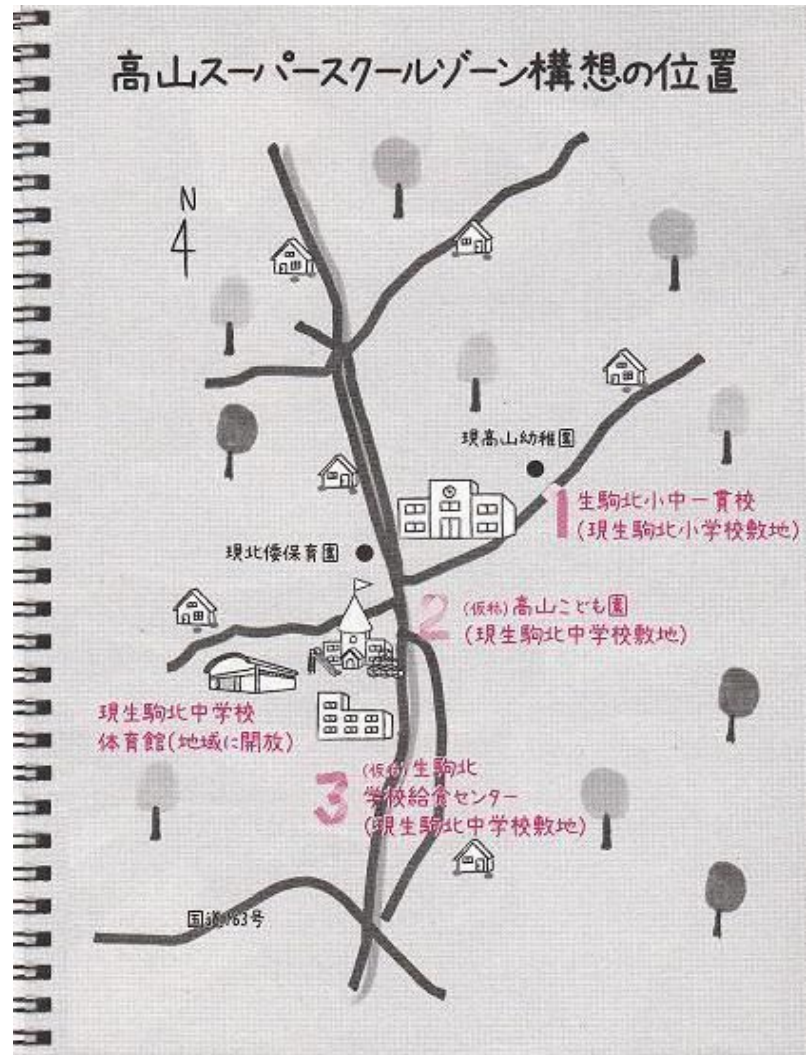 高山スーパースクールゾーン構想の位置
N
現高山幼稚園
1 生駒北小中一貫校
(現生駒北小学校敷地)
現北倭保育園
2 (仮称)高山こども園
(現生駒北中学校敷地)
現生駒北中学校
体育館(地域に開放)
3 (仮称)生駒北
学校給食センター
(現生駒北中学校敷地)
国道163号